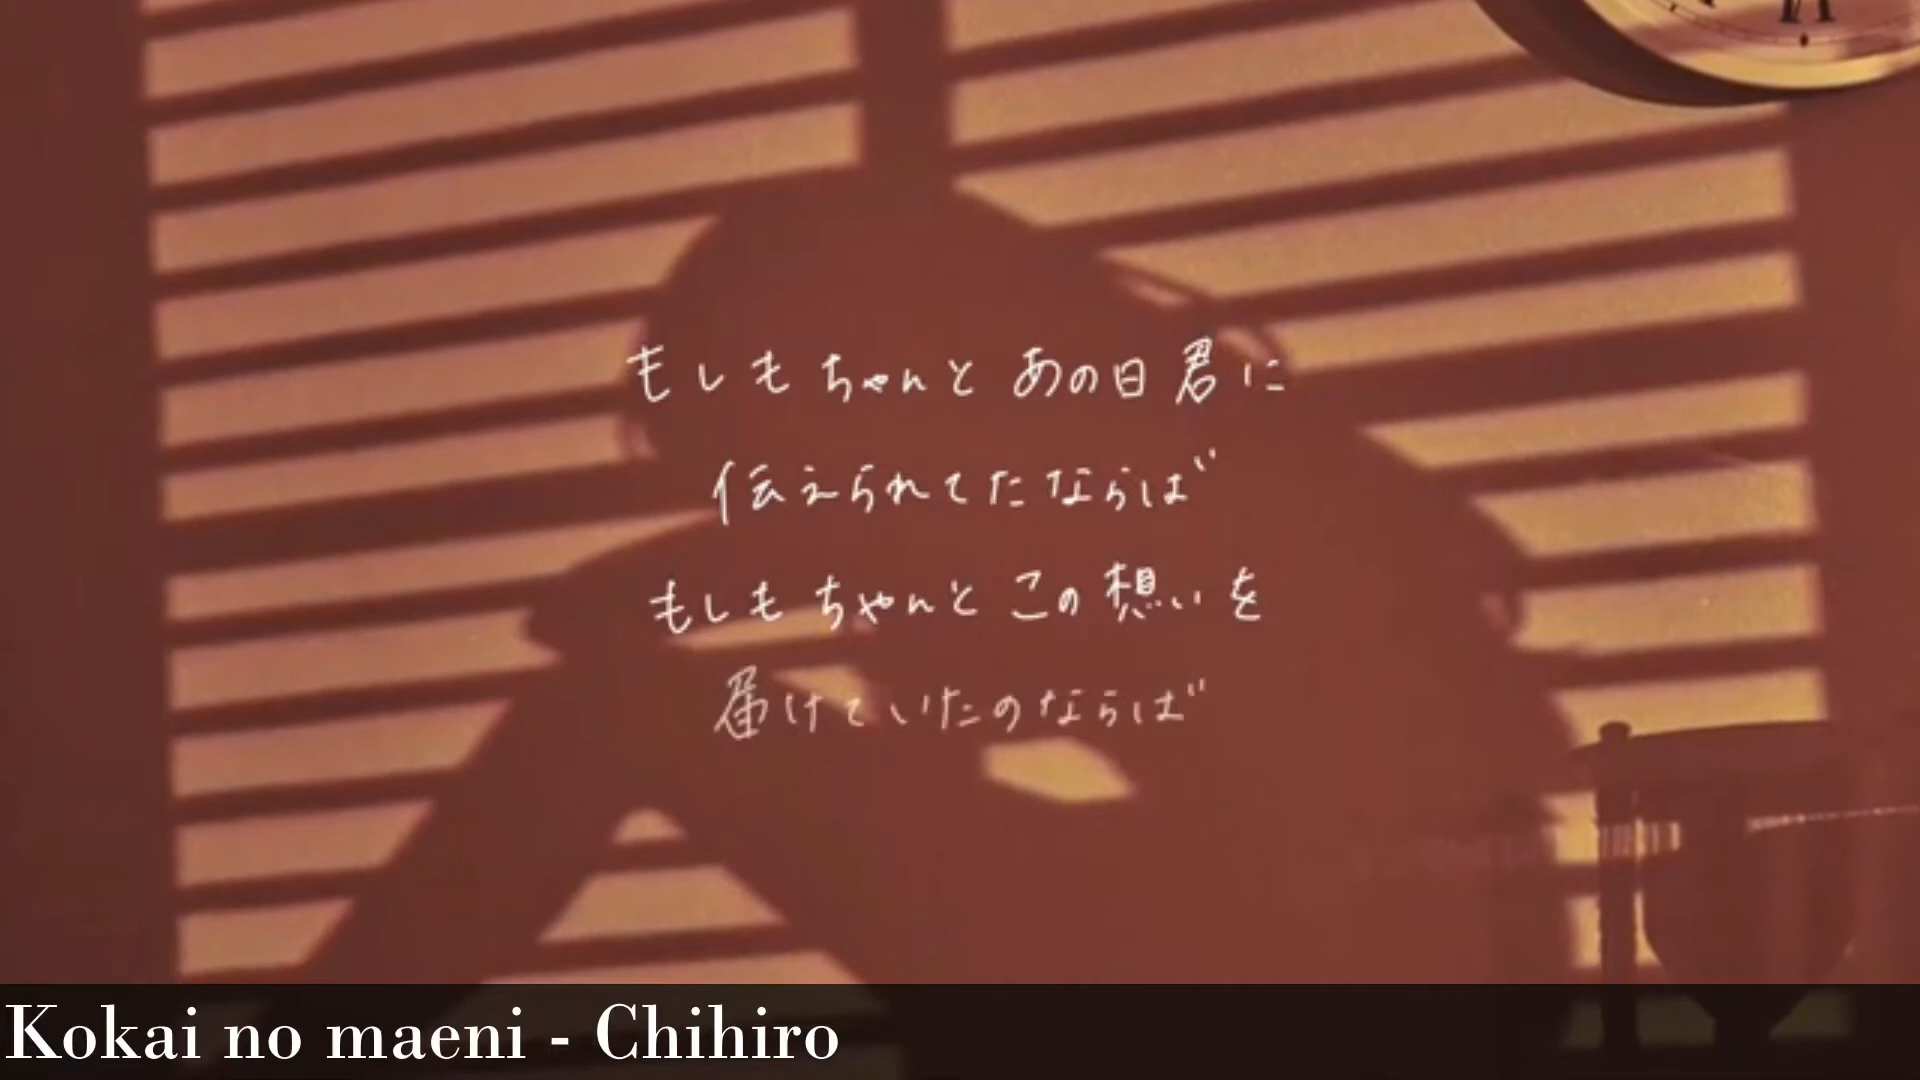 もしも ちゃんと あの日 君に
伝えられてた ならば
もしも ちゃんと この 想い を
届けていたのならば
Kokai no maeni - Chihiro